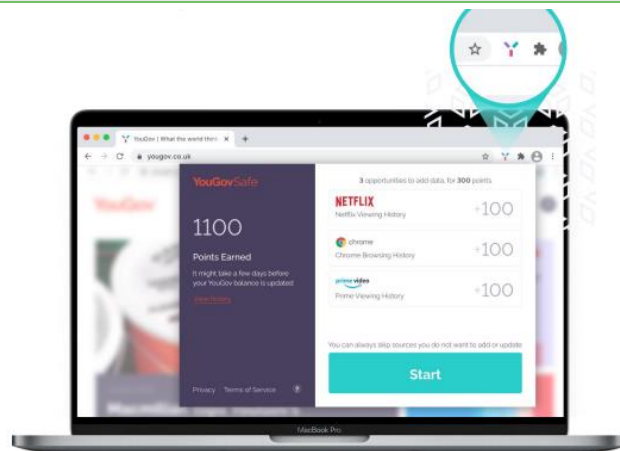 YouGov | What the world think
yougov.co.uk
YouGovSafe
1100
Points Earned
It might take a few days before
your YouGov balance is updated
View History
Privacy | Terms of Service ?
3 opportunities to add data, for 300 points
NETFLIX
Netflix Viewing History
+100
chrome
Chrome Browsing History
+100
prime video
Prime Viewing History
+100
You can always skip sources you do not want to add or update
Start
MacBook Pro